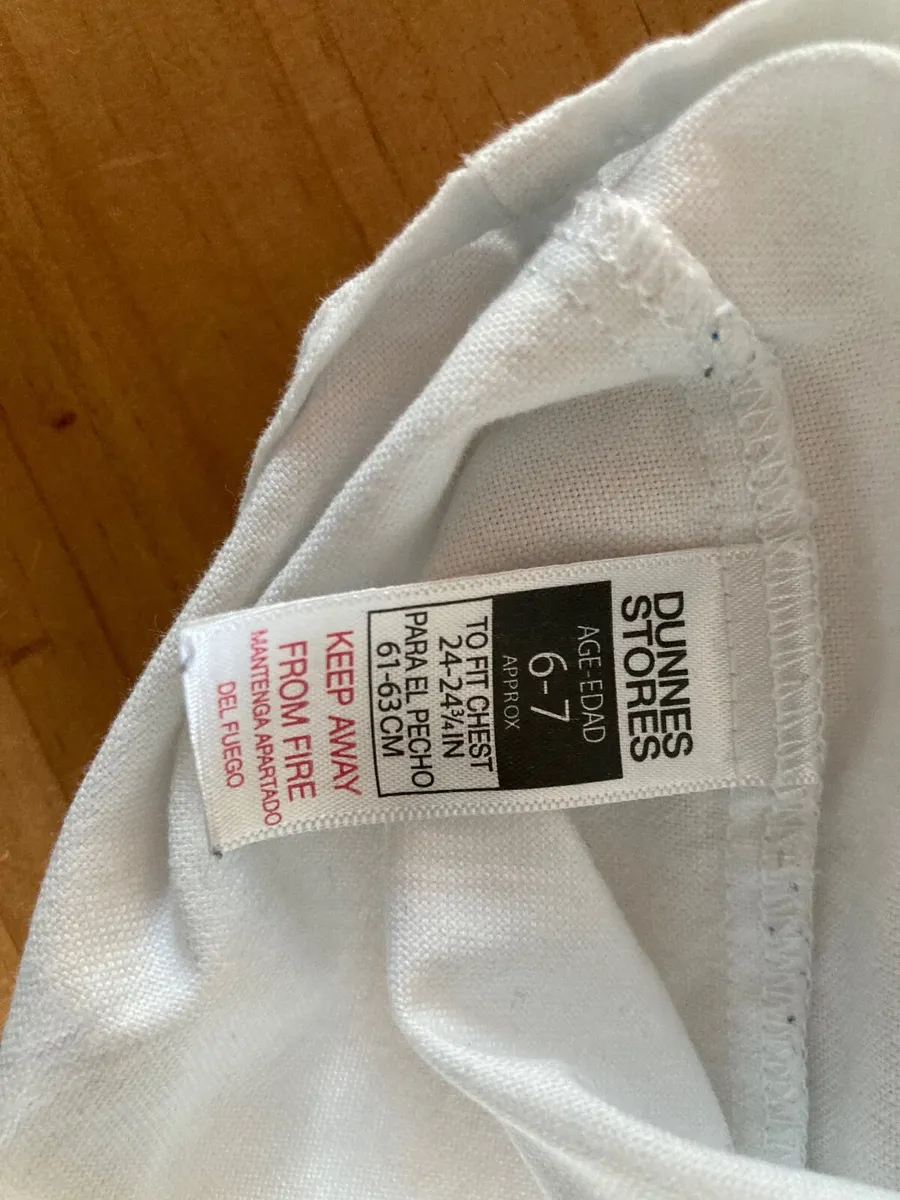 DUNNES
STORES
AGE-EDAD
6-7
APPROX
TO FIT CHEST
24-24¾IN
PARA EL PECHO
61-63CM
KEEP AWAY
FROM FIRE
MANTENGA APARTADO
DEL FUEGO